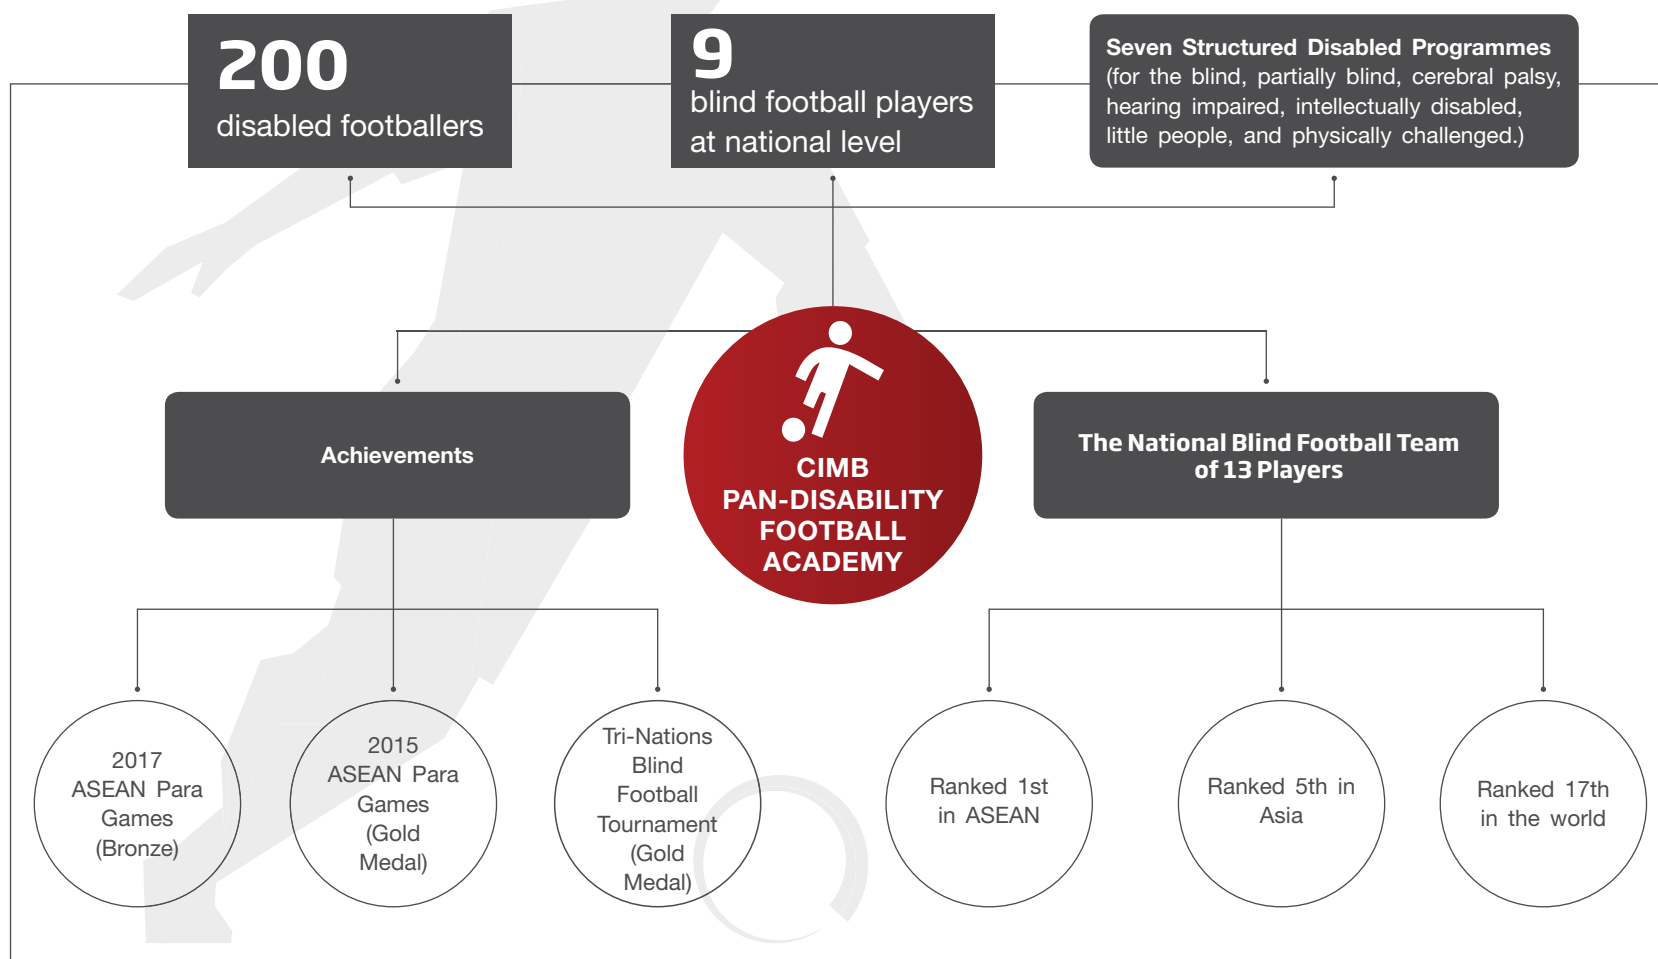 200
disabled footballers
9
blind football players
at national level
Seven Structured Disabled Programmes
(for the blind, partially blind, cerebral palsy,
hearing impaired, intellectually disabled,
little people, and physically challenged.)
CIMB
PAN-DISABILITY
FOOTBALL
ACADEMY
Achievements
The National Blind Football Team
of 13 Players
2017
ASEAN Para
Games
(Bronze)
2015
ASEAN Para
Games
(Gold
Medal)
Tri-Nations
Blind
Football
Tournament
(Gold
Medal)
Ranked 1st
in ASEAN
Ranked 5th in
Asia
Ranked 17th
in the world